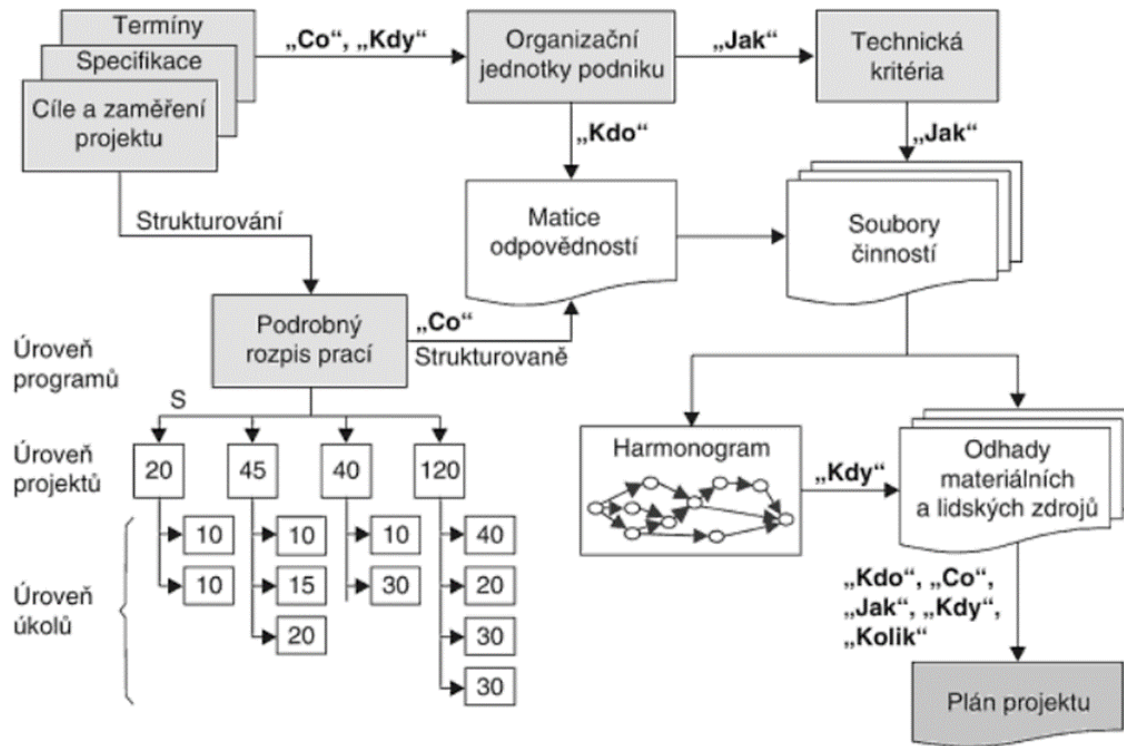 Termíny
Specifikace
Cíle a zaměření
projektu
„Co“, „Kdy“
Organizační
jednotky podniku
„Jak“
Technická
kritéria
„Kdo“
„Jak“
Strukturování
Matice
odpovědností
Soubory
činností
Podrobný
rozpis prací
„Co“
Strukturovaně
Úroveň
programů
S
Úroveň
projektů
20
45
40
120
Úroveň
úkolů
10
10
10
40
10
15
30
20
20
30
30
Harmonogram
„Kdy“
Odhady
materiálních
a lidských zdrojů
„Kdo“, „Co“,
„Jak“, „Kdy“,
„Kolik“
Plán projektu